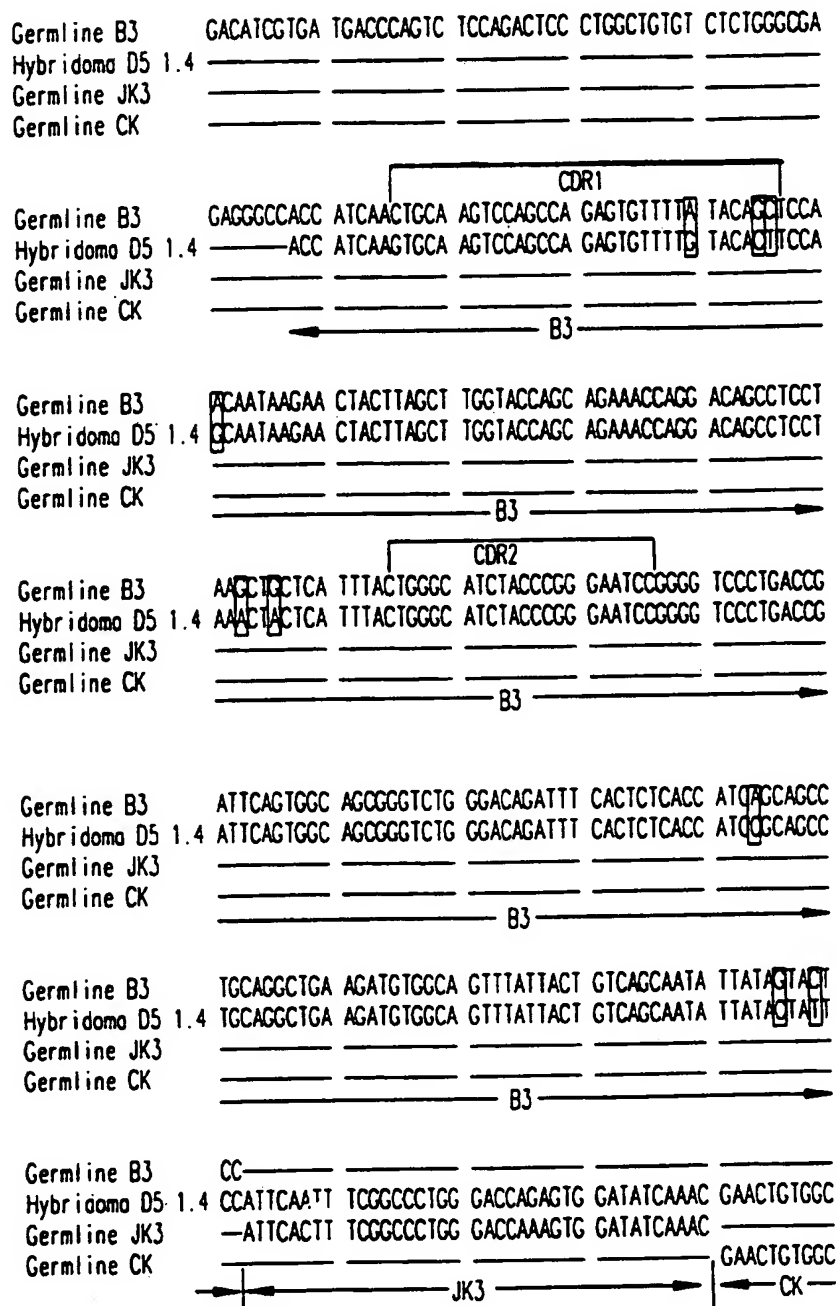 Germline B3 GACATCGTGA TGACCCAGTC TCCAGACTCC CTGGCTGTGT CTCTGGGCGA
Hybridoma D5 1.4
Germline JK3
Germline CK
CDR1
Germline B3 GAGGGCCACC ATCAACTGCA AGTCCAGCCA GAGTGTTTTA TACAGCTCCA
Hybridoma D5 1.4 ACC ATCAAGTGCA AGTCCAGCCA GAGTGTTTTG TACACTTCCA
Germline JK3
Germline CK
B3
Germline B3 ACAATAAGAA CTACTTAGCT TGGTACCAGC AGAAACCAGG ACAGCCTCCT
Hybridoma D5 1.4 GCAATAAGAA CTACTTAGCT TGGTACCAGC AGAAACCAGG ACAGCCTCCT
Germline JK3
Germline CK
B3
CDR2
Germline B3 AAGCTGCTCA TTTACTGGGC ATCTACCCGG GAATCCGGGG TCCCTGACCG
Hybridoma D5 1.4 AAACTACTCA TTTACTGGGC ATCTACCCGG GAATCCGGGG TCCCTGACCG
Germline JK3
Germline CK
B3
Germline B3 ATTCAGTGGC AGCGGGTCTG GGACAGATTT CACTCTCACC ATCAGCAGCC
Hybridoma D5 1.4 ATTCAGTGGC AGCGGGTCTG GGACAGATTT CACTCTCACC ATCCGCAGCC
Germline JK3
Germline CK
B3
Germline B3 TGCAGGCTGA AGATGTGGCA GTTTATTACT GTCAGCAATA TTATAGTACT
Hybridoma D5 1.4 TGCAGGCTGA AGATGTGGCA GTTTATTACT GTCAGCAATA TTATACTATT
Germline JK3
Germline CK
B3
Germline B3 CC
Hybridoma D5 1.4 CCATTCAATT TCGGCCCTGG GACCAGAGTG GATATCAAAC GAACTGTGGC
Germline JK3 ATTCACTT TCGGCCCTGG GACCAAAGTG GATATCAAAC
Germline CK GAACTGTGGC
JK3 CK